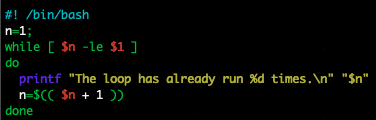 #! /bin/bash
n=1;
while [ $n -le $1 ]
do
  printf "The loop has already run %d times.\n" "$n"
  n=$(( $n + 1 ))
done